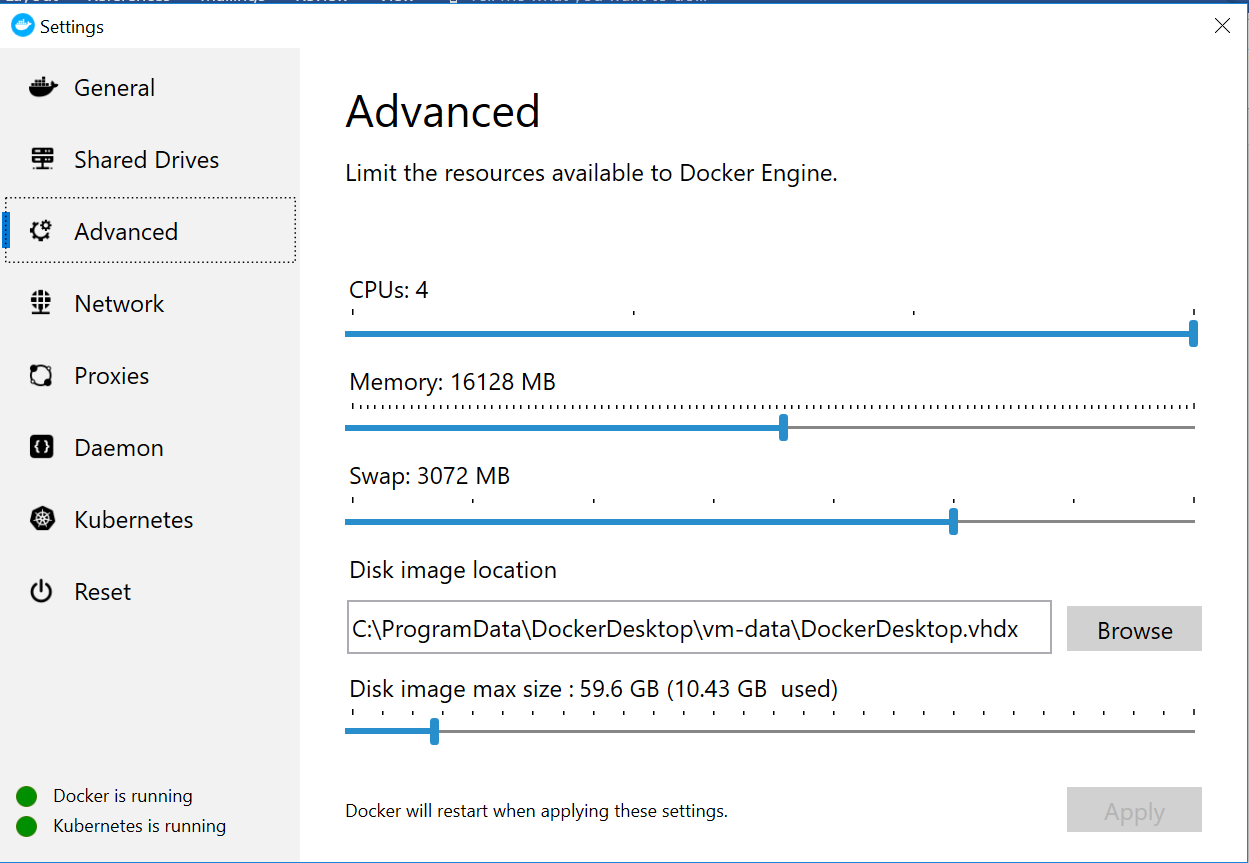 Settings
General
Shared Drives
Advanced
Network
Proxies
Daemon
Kubernetes
Reset
Docker is running
Kubernetes is running
Advanced
Limit the resources available to Docker Engine.
CPUs: 4
Memory: 16128 MB
Swap: 3072 MB
Disk image location
C:\ProgramData\DockerDesktop\vm-data\DockerDesktop.vhdx
Browse
Disk image max size : 59.6 GB (10.43 GB  used)
Docker will restart when applying these settings.
Apply